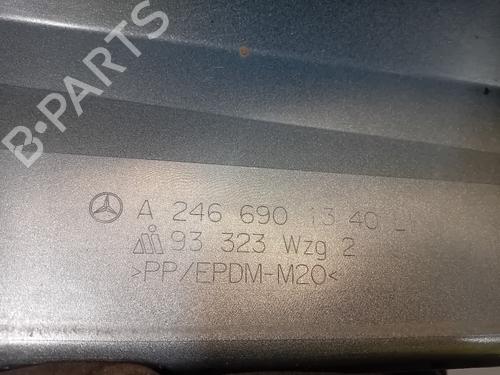 B-PARTS
A 246 690 13 40 L
93 323 Wzg 2
>PP/EPDM-M20<